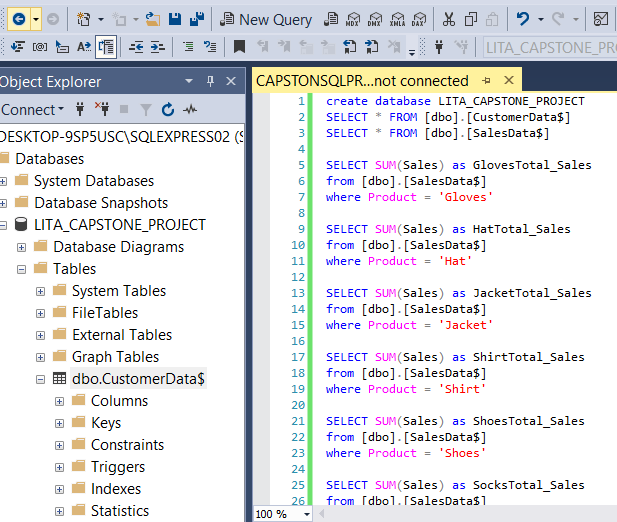 New Query
MDX DMX XMLA DAX
LITA_CAPSTONE_PRO
Object Explorer
Connect
DESKTOP-9SP5USC\SQLEXPRESS02 (S
Databases
System Databases
Database Snapshots
LITA_CAPSTONE_PROJECT
Database Diagrams
Tables
System Tables
FileTables
External Tables
Graph Tables
dbo.CustomerData$
Columns
Keys
Constraints
Triggers
Indexes
Statistics
CAPSTONSQLPR...not connected
1 create database LITA_CAPSTONE_PROJECT
2 SELECT * FROM [dbo].[CustomerData$]
3 SELECT * FROM [dbo].[SalesData$]
4
5 SELECT SUM(Sales) as GlovesTotal_Sales
6 from [dbo].[SalesData$]
7 where Product = 'Gloves'
8
9 SELECT SUM(Sales) as HatTotal_Sales
10 from [dbo].[SalesData$]
11 where Product = 'Hat'
12
13 SELECT SUM(Sales) as JacketTotal_Sales
14 from [dbo].[SalesData$]
15 where Product = 'Jacket'
16
17 SELECT SUM(Sales) as ShirtTotal_Sales
18 from [dbo].[SalesData$]
19 where Product = 'Shirt'
20
21 SELECT SUM(Sales) as ShoesTotal_Sales
22 from [dbo].[SalesData$]
23 where Product = 'Shoes'
24
25 SELECT SUM(Sales) as SocksTotal_Sales
26 from [dbo].[SalesData$]
100 %